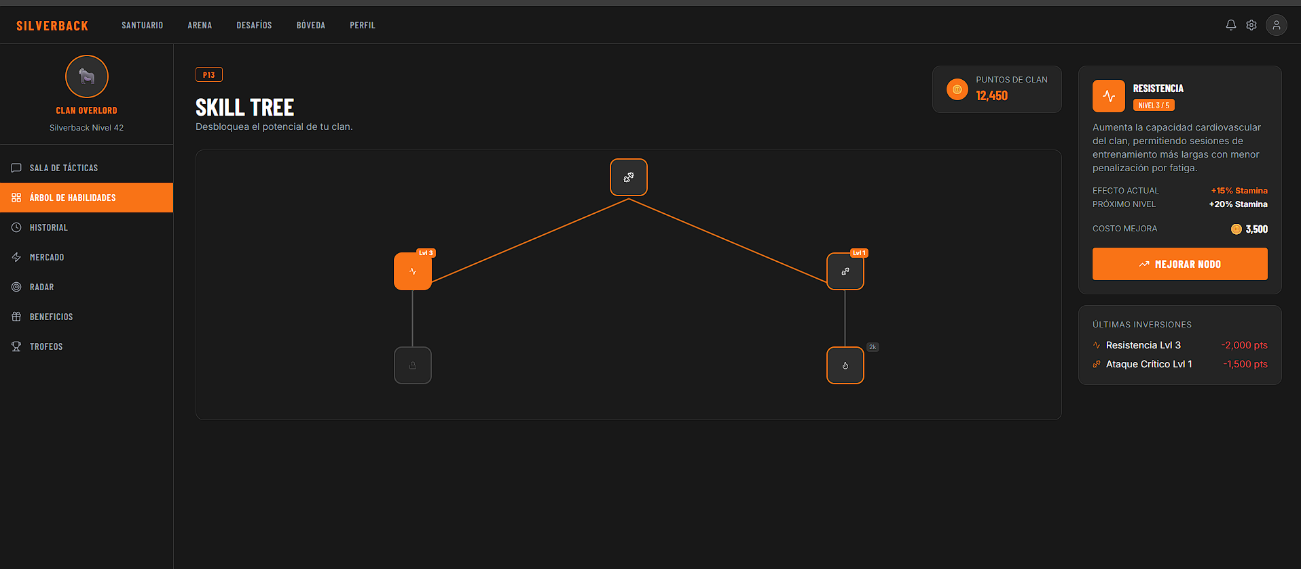 SILVERBACK
SANTUARIO
ARENA
DESAFÍOS
BÓVEDA
PERFIL
CLAN OVERLORD
Silverback Nivel 42
SALA DE TÁCTICAS
ÁRBOL DE HABILIDADES
HISTORIAL
MERCADO
RADAR
BENEFICIOS
TROFEOS
P13
SKILL TREE
Desbloquea el potencial de tu clan.
PUNTOS DE CLAN
12,450
Lvl 3
Lvl 1
2k
RESISTENCIA
NIVEL 3 / 5
Aumenta la capacidad cardiovascular
del clan, permitiendo sesiones de
entrenamiento más largas con menor
penalización por fatiga.
EFECTO ACTUAL +15% Stamina
PRÓXIMO NIVEL +20% Stamina
COSTO MEJORA 3,500
MEJORAR NODO
ÚLTIMAS INVERSIONES
Resistencia Lvl 3 -2,000 pts
Ataque Crítico Lvl 1 -1,500 pts